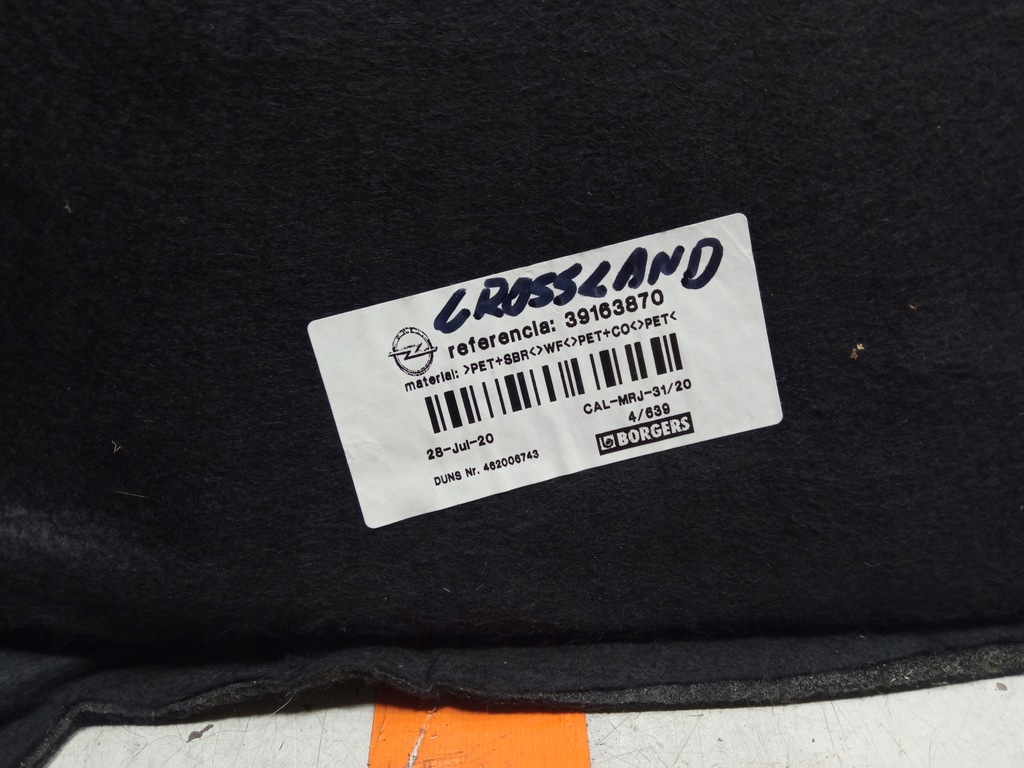 CROSSLAND
referencia: 39163870
material: >PET+SBR<>WF<>PET+CO<>PET<
CAL-MRJ-31/20
28-Jul-20
4/639
BORGERS
DUNS Nr. 462006743